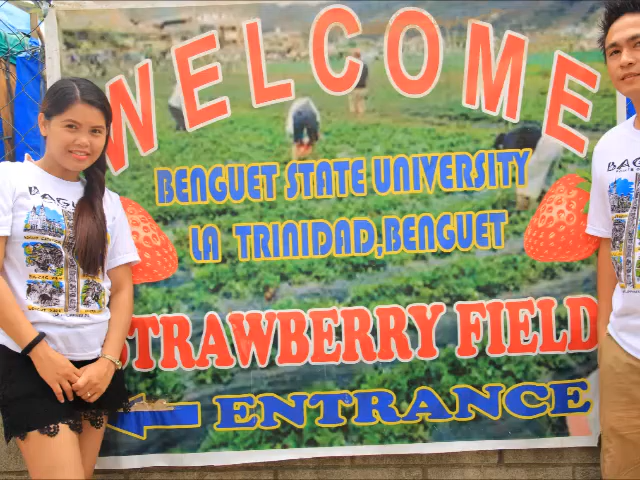 WELCOME
BENGUET STATE UNIVERSITY
LA TRINIDAD,BENGUET
STRAWBERRY FIELD
ENTRANCE